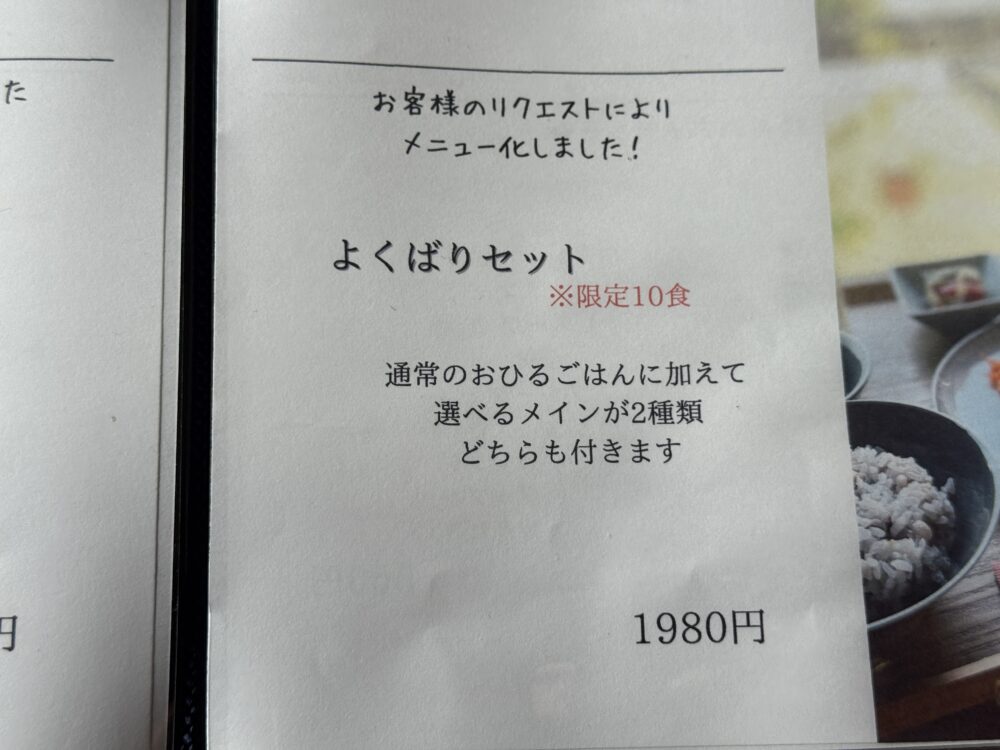 た
円
お客様のリクエストにより
メニュー化しました!
よくばりセット
※限定10食
通常のおひるごはんに加えて
選べるメインが2種類
どちらも付きます
1980円